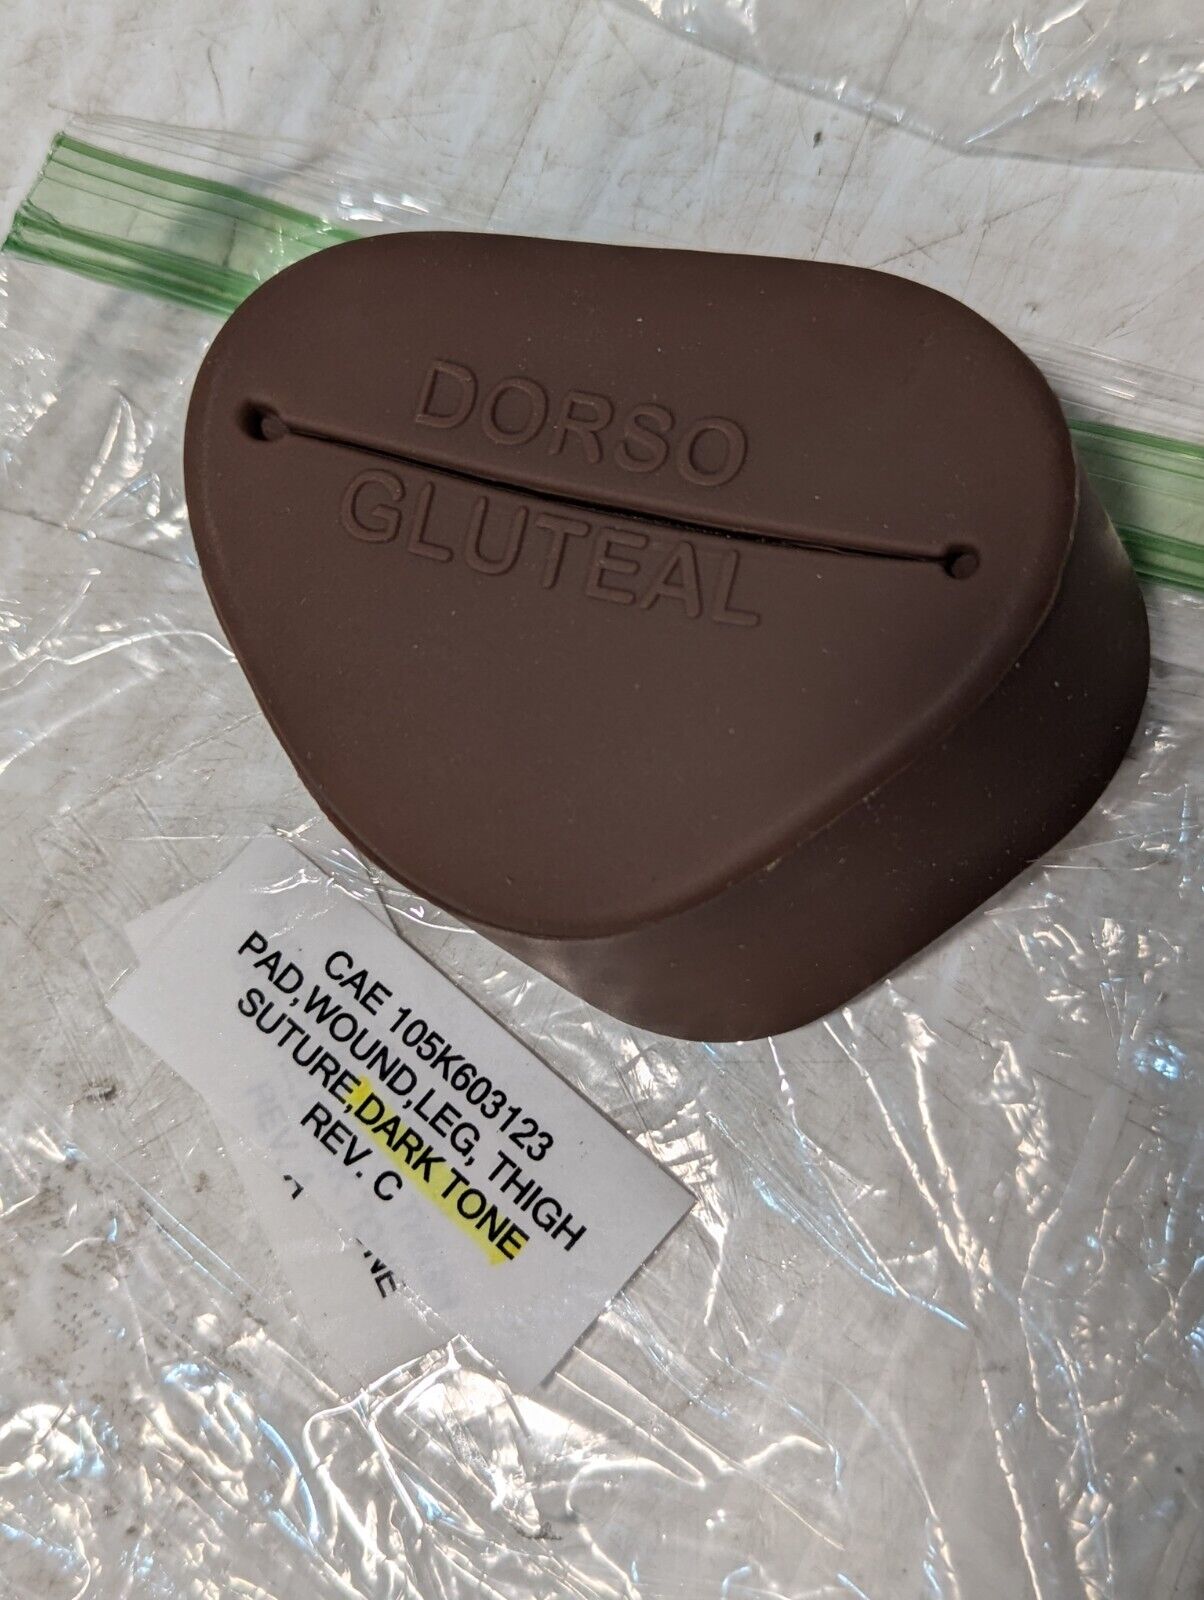 DORSO
GLUTEAL
CAE 105K603123
PAD,WOUND,LEG, THIGH
SUTURE,DARK TONE
REV. C